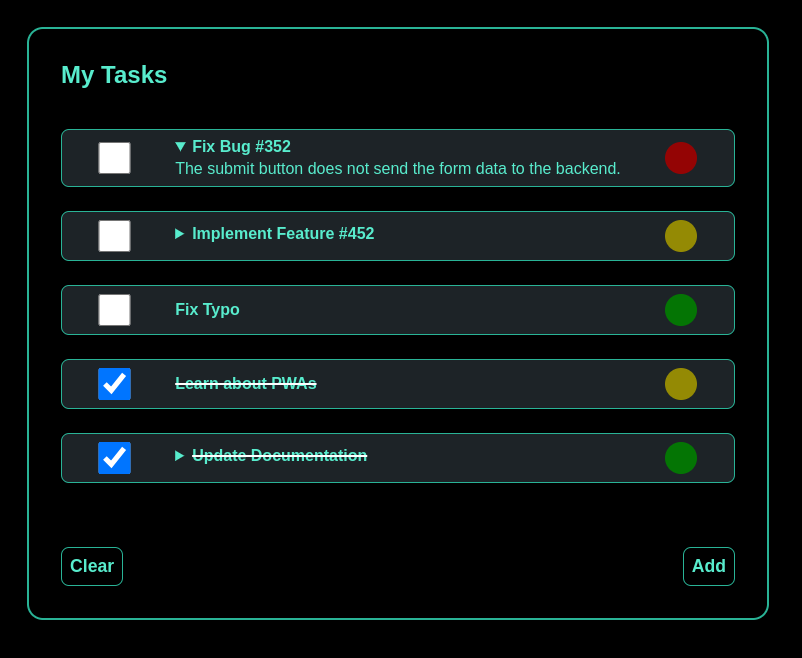 My Tasks
Fix Bug #352
The submit button does not send the form data to the backend.
Implement Feature #452
Fix Typo
Learn about PWAs
Update Documentation
Clear
Add